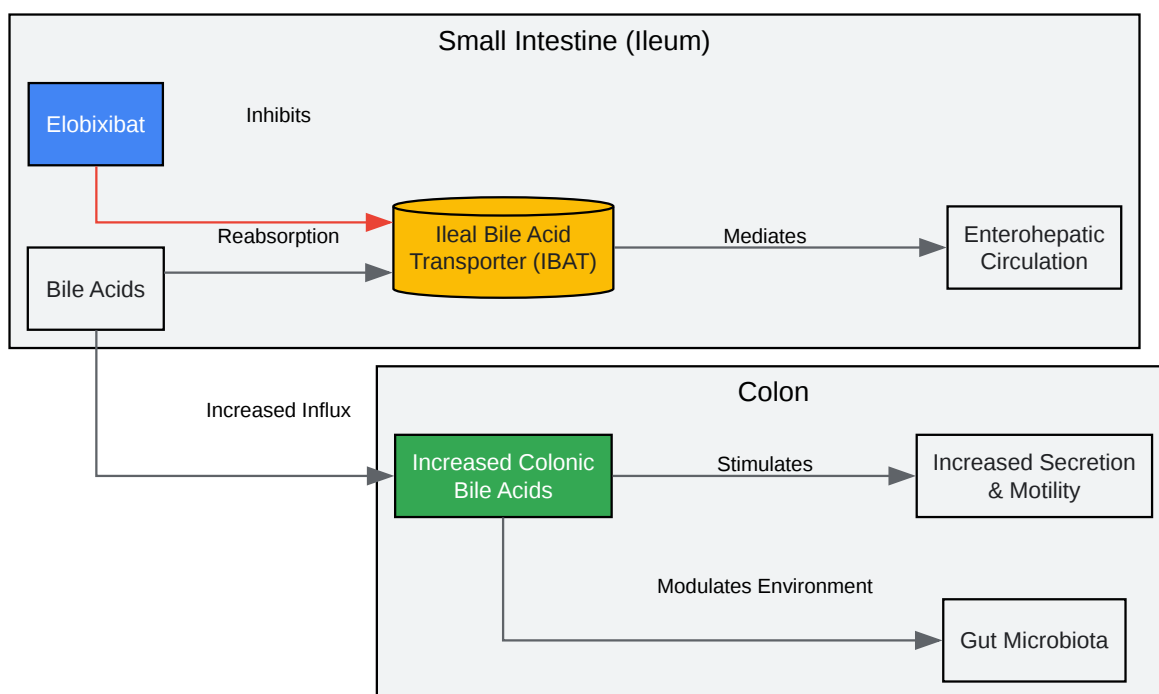 Small Intestine (Ileum)
Elobixibat
Inhibits
Reabsorption
Ileal Bile Acid
Transporter (IBAT)
Mediates
Enterohepatic
Circulation
Bile Acids
Increased Influx
Colon
Increased Colonic
Bile Acids
Stimulates
Increased Secretion
& Motility
Modulates Environment
Gut Microbiota